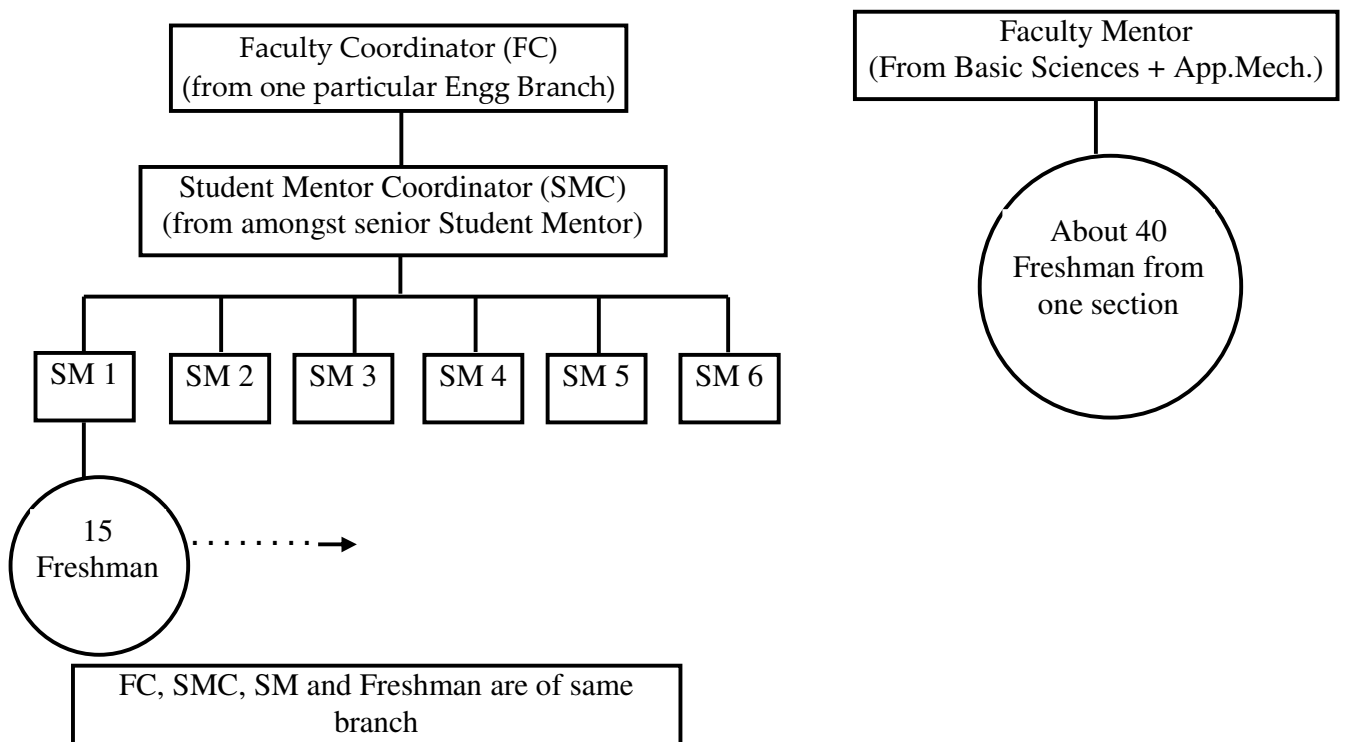 Faculty Coordinator (FC)
(from one particular Engg Branch)
Student Mentor Coordinator (SMC)
(from amongst senior Student Mentor)
SM 1
SM 2
SM 3
SM 4
SM 5
SM 6
15
Freshman
FC, SMC, SM and Freshman are of same
branch
Faculty Mentor
(From Basic Sciences + App.Mech.)
About 40
Freshman from
one section